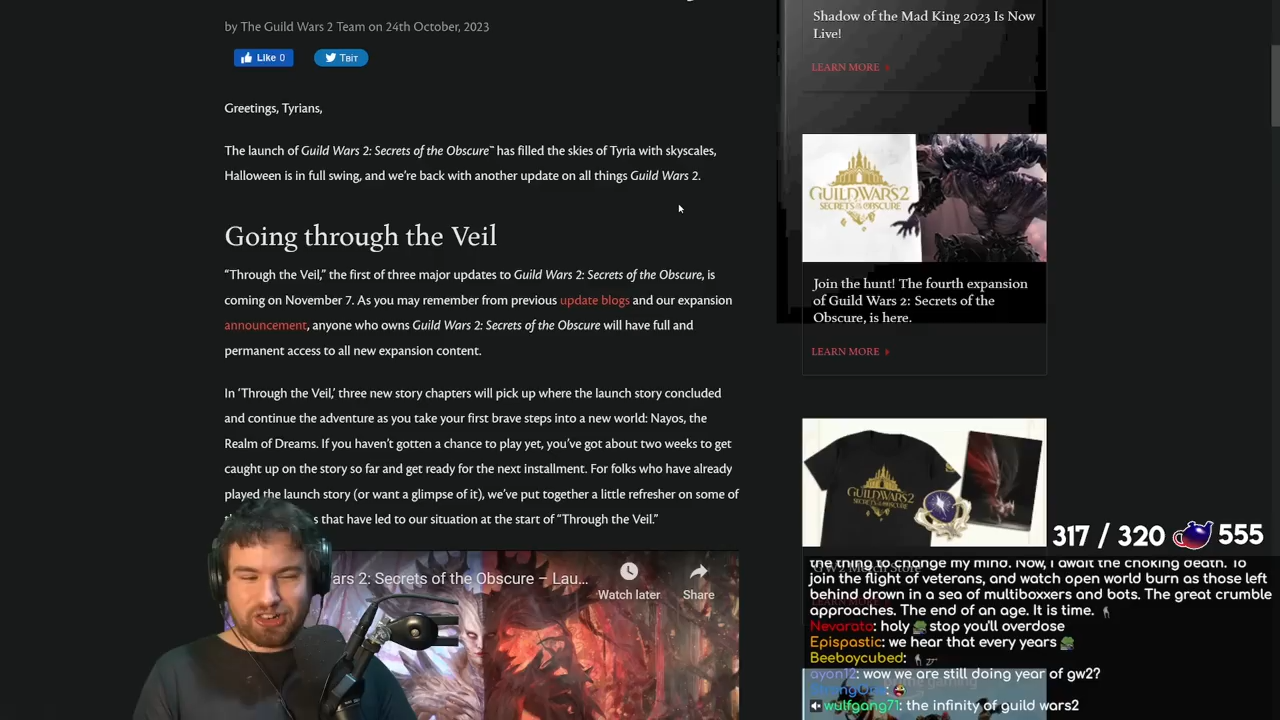 by The Guild Wars 2 Team on 24th October, 2023
Like 0
Твіт
Greetings, Tyrians,
The launch of Guild Wars 2: Secrets of the Obscure™ has filled the skies of Tyria with skyscales,
Halloween is in full swing, and we’re back with another update on all things Guild Wars 2.
Going through the Veil
“Through the Veil,” the first of three major updates to Guild Wars 2: Secrets of the Obscure, is
coming on November 7. As you may remember from previous update blogs and our expansion
announcement, anyone who owns Guild Wars 2: Secrets of the Obscure will have full and
permanent access to all new expansion content.
In ‘Through the Veil,’ three new story chapters will pick up where the launch story concluded
and continue the adventure as you take your first brave steps into a new world: Nayos, the
Realm of Dreams. If you haven’t gotten a chance to play yet, you’ve got about two weeks to get
caught up on the story so far and get ready for the next installment. For folks who have already
played the launch story (or want a glimpse of it), we’ve put together a little refresher on some of
that have led to our situation at the start of “Through the Veil.”
ars 2: Secrets of the Obscure – Lau...
Watch later
Share
Shadow of the Mad King 2023 Is Now
Live!
LEARN MORE
GUILD WARS 2
SECRETS OF THE OBSCURE
Join the hunt! The fourth expansion
of Guild Wars 2: Secrets of the
Obscure, is here.
LEARN MORE
GUILD WARS 2
317 / 320 555
the thing to change my mind. Now, I await the choking death. To
join the flight of veterans, and watch open world burn as those left
behind drown in a sea of multiboxxers and bots. The great crumble
approaches. The end of an age. It is time.
Nevaroto: holy stop you'll overdose
Epispastic: we hear that every years
Beeboycubed:
ayon12: wow we are still doing year of gw2??
wulfgang71: the infinity of guild wars2